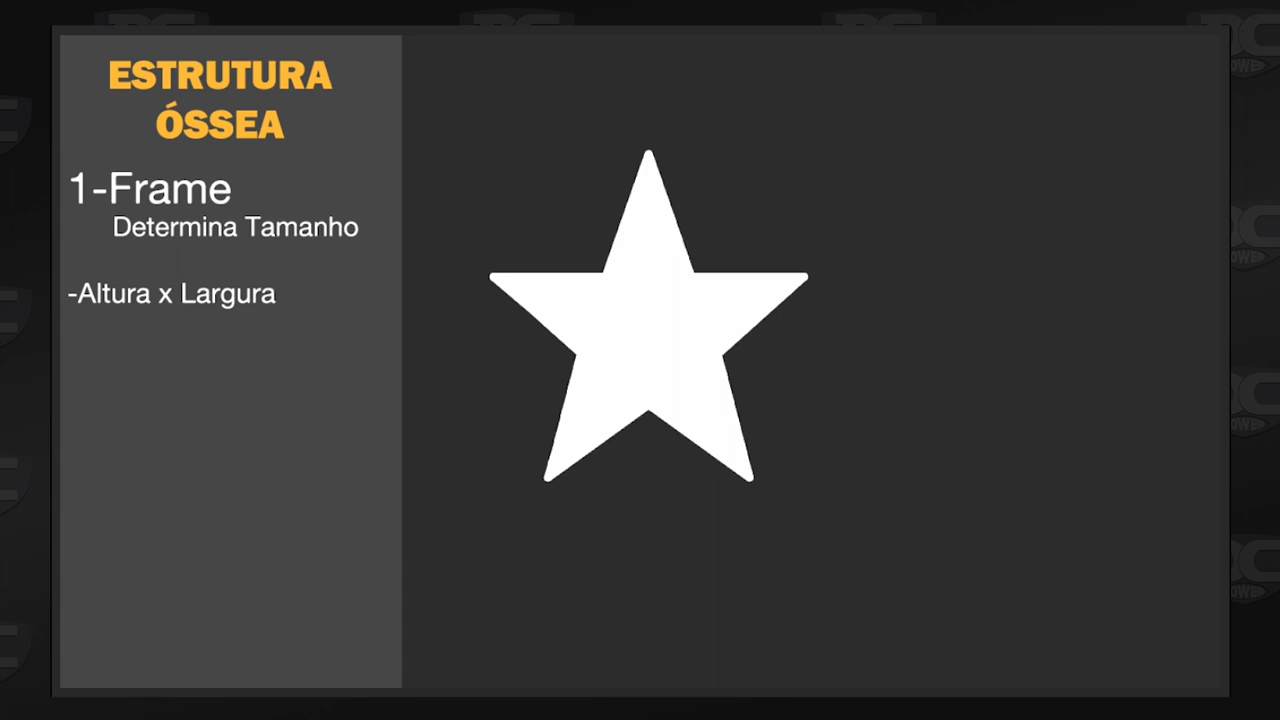 ESTRUTURA
ÓSSEA
1-Frame
Determina Tamanho
-Altura x Largura